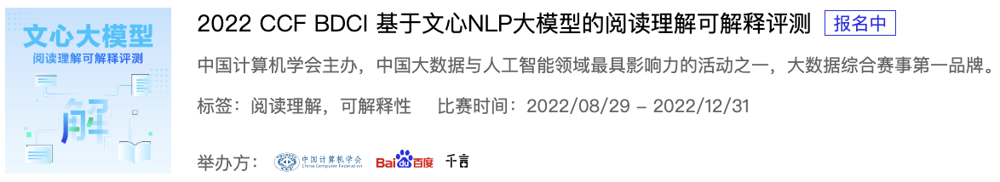 文心大模型
阅读理解可解释评测
解
2022 CCF BDCI 基于文心NLP大模型的阅读理解可解释评测 报名中
中国计算机学会主办，中国大数据与人工智能领域最具影响力的活动之一，大数据综合赛事第一品牌。
标签：阅读理解，可解释性 比赛时间：2022/08/29 - 2022/12/31
举办方： 中国计算机学会 China Computer Federation Bai du 百度 千言